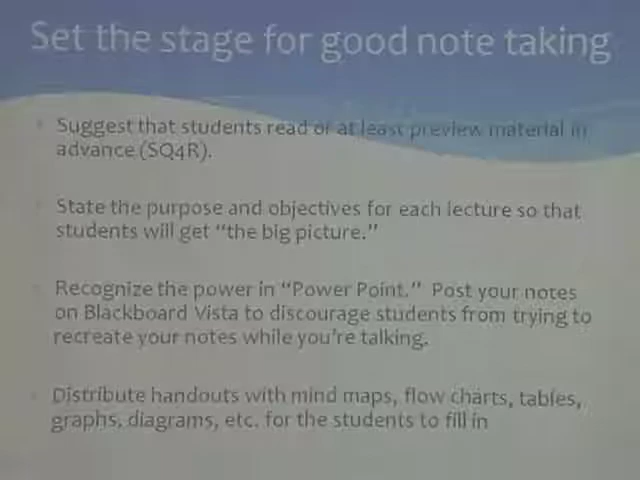 Set the stage for good note taking
• Suggest that students read or at least preview material in
advance (SQ4R).
• State the purpose and objectives for each lecture so that
students will get “the big picture.”
• Recognize the power in “Power Point.”  Post your notes
on Blackboard Vista to discourage students from trying to
recreate your notes while you’re talking.
• Distribute handouts with mind maps, flow charts, tables,
graphs, diagrams, etc. for the students to fill in